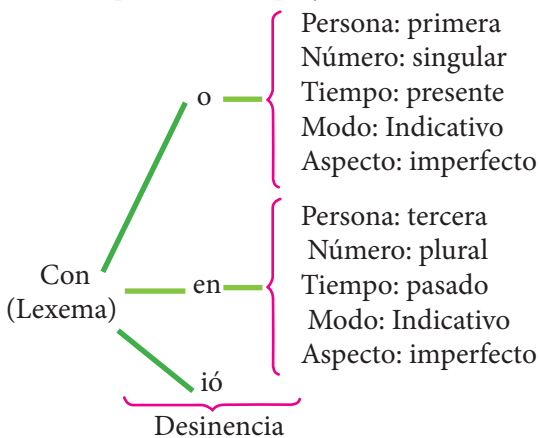 Persona: primera
Número: singular
o
Tiempo: presente
Modo: Indicativo
Aspecto: imperfecto
Persona: tercera
Número: plural
Con
(Lexema)
en
Tiempo: pasado
Modo: Indicativo
Aspecto: imperfecto
ió
Desinencia